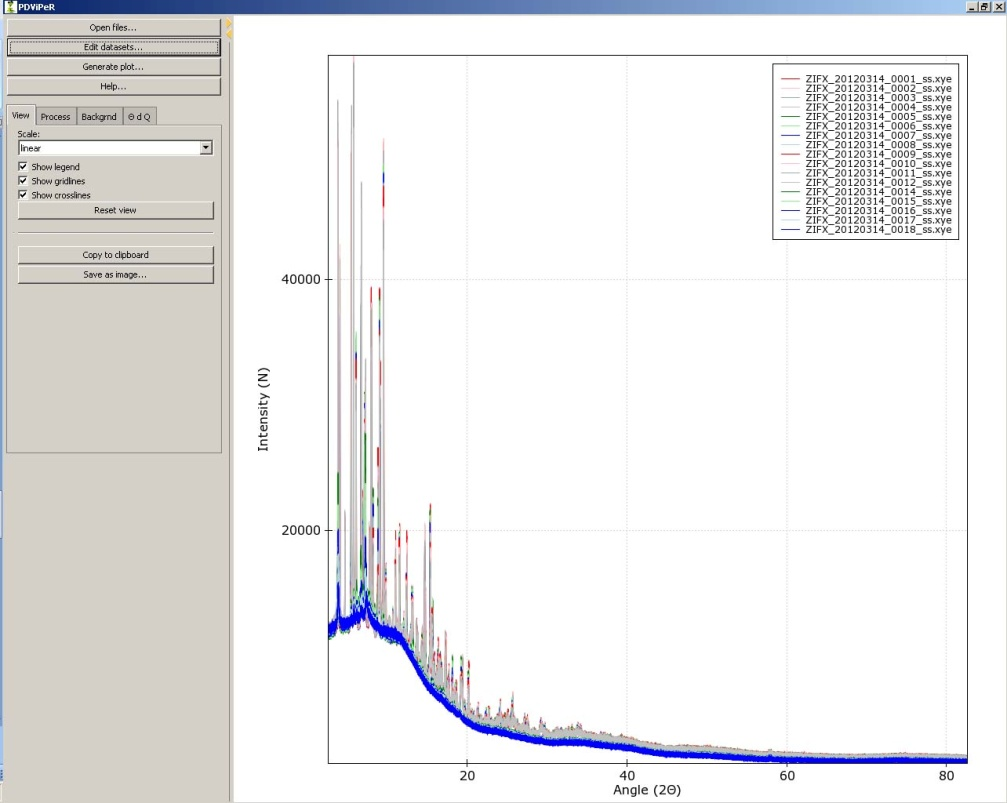 PDViPeR
Open files...
Edit datasets...
Generate plot...
Help...
View Process Backgrnd Θ d Q
Scale:
linear
Show legend
Show gridlines
Show crosslines
Reset view
Copy to clipboard
Save as image...
ZIFX_20120314_0001_ss.xye
ZIFX_20120314_0002_ss.xye
ZIFX_20120314_0003_ss.xye
ZIFX_20120314_0004_ss.xye
ZIFX_20120314_0005_ss.xye
ZIFX_20120314_0006_ss.xye
ZIFX_20120314_0007_ss.xye
ZIFX_20120314_0008_ss.xye
ZIFX_20120314_0009_ss.xye
ZIFX_20120314_0010_ss.xye
ZIFX_20120314_0011_ss.xye
ZIFX_20120314_0012_ss.xye
ZIFX_20120314_0014_ss.xye
ZIFX_20120314_0015_ss.xye
ZIFX_20120314_0016_ss.xye
ZIFX_20120314_0017_ss.xye
ZIFX_20120314_0018_ss.xye
40000
Intensity (N)
20000
20 40 60 80
Angle (2Θ)